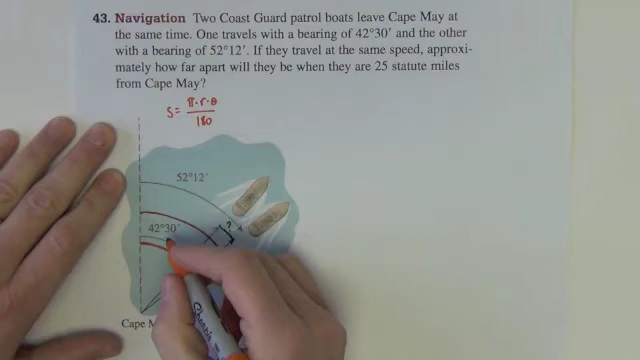 43. Navigation Two Coast Guard patrol boats leave Cape May at
the same time. One travels with a bearing of 42°30′ and the other
with a bearing of 52°12′. If they travel at the same speed, approxi-
mately how far apart will they be when they are 25 statute miles
from Cape May?
S = π·r·θ
180
52°12′
?
42°30′
Cape M
Sharpie